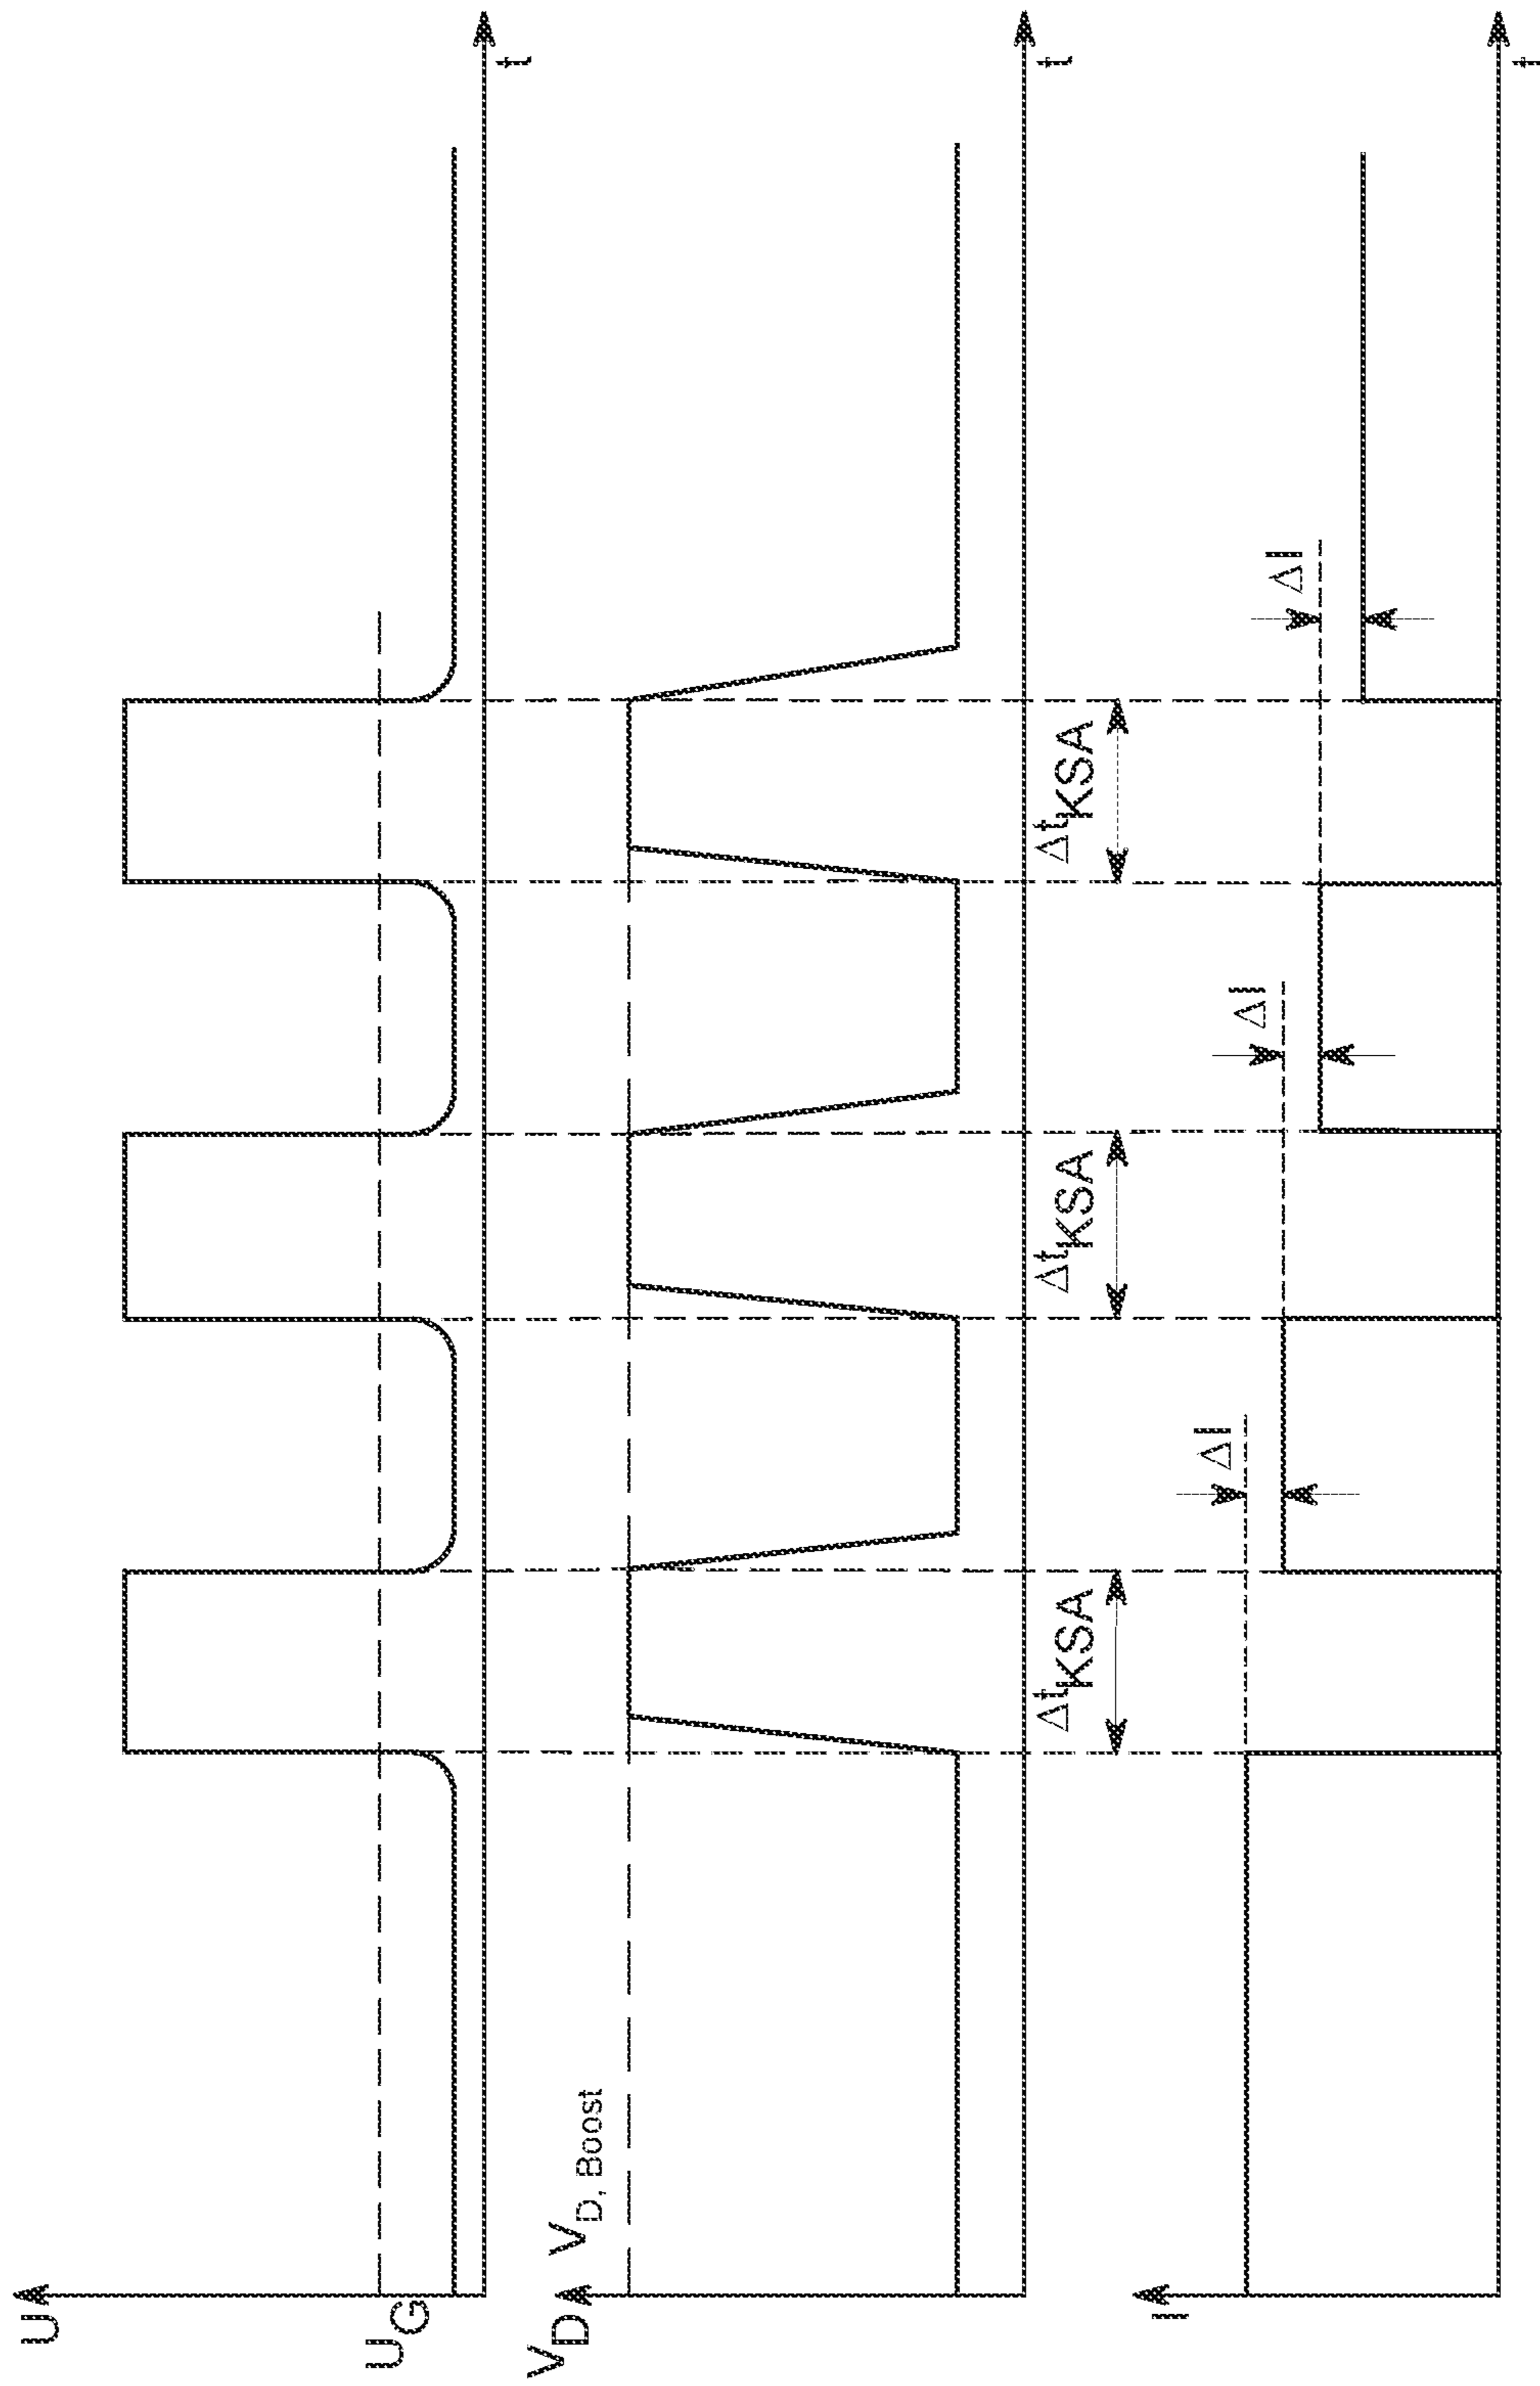 U
U_G
t
V_D
V_D, Boost
t
Δt_KSA
Δt_KSA
Δt_KSA
I
ΔI
ΔI
ΔI
t